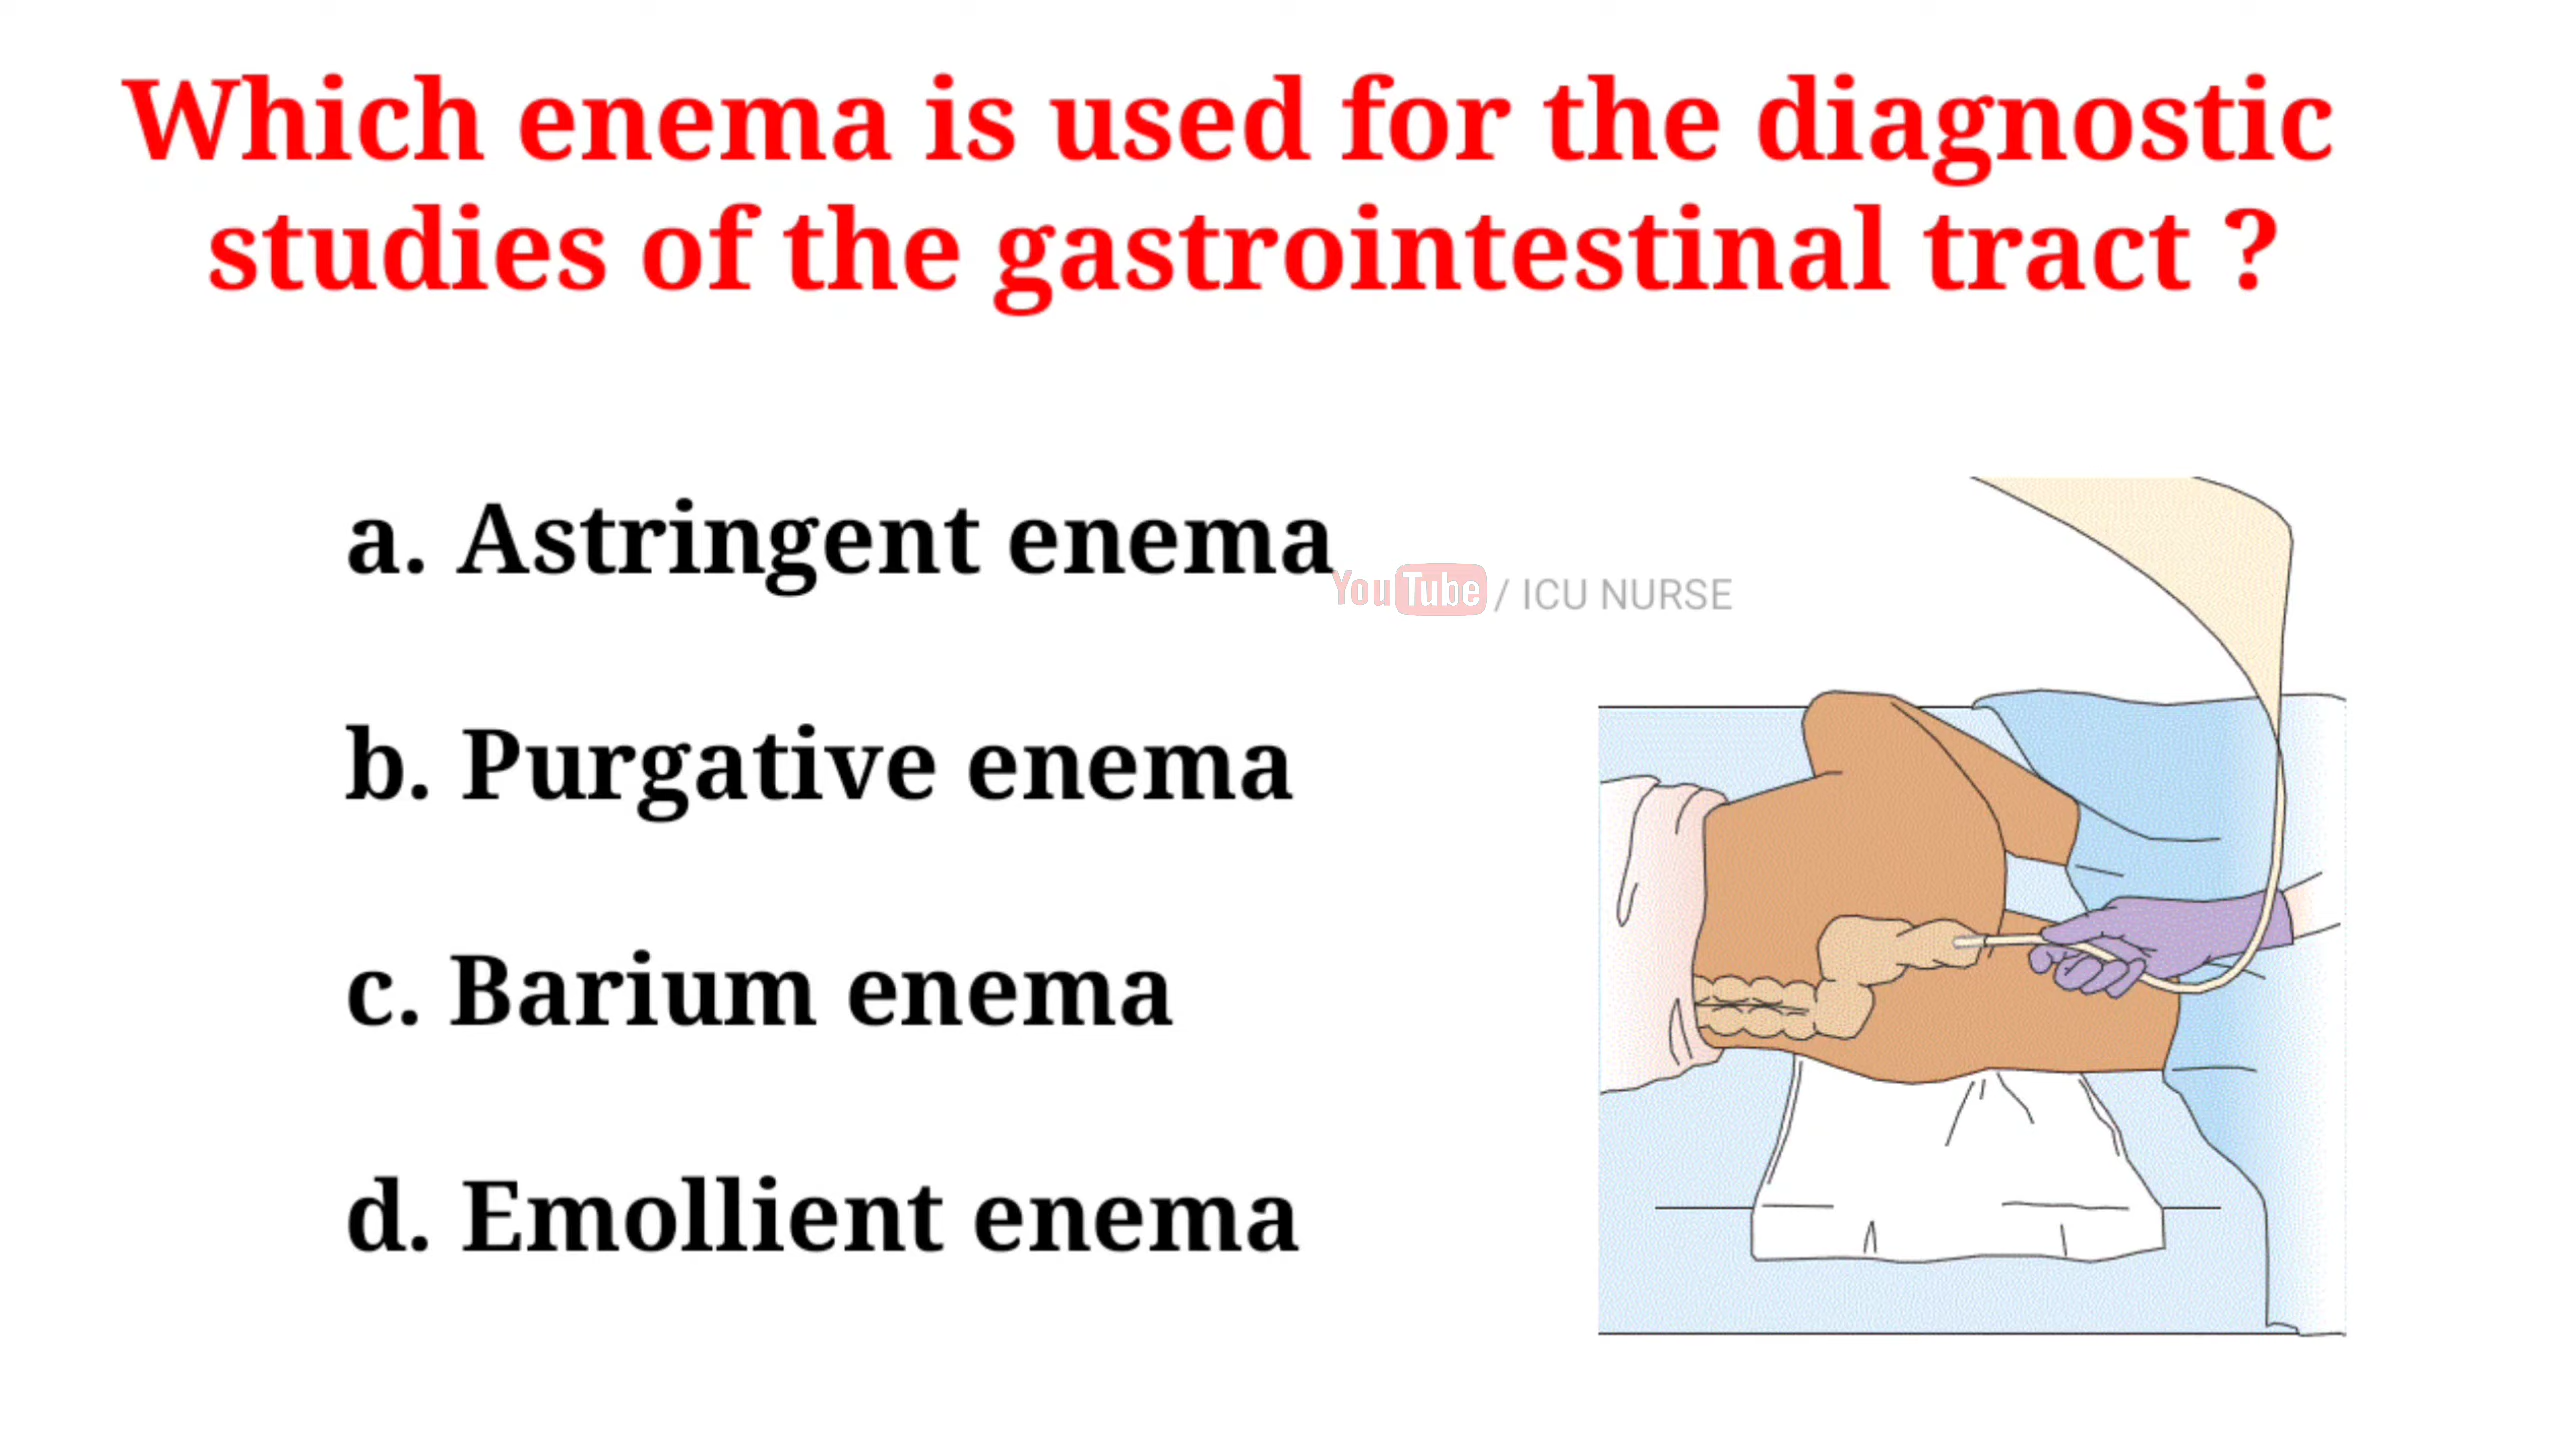 Which enema is used for the diagnostic
studies of the gastrointestinal tract ?
a. Astringent enema
YouTube / ICU NURSE
b. Purgative enema
c. Barium enema
d. Emollient enema